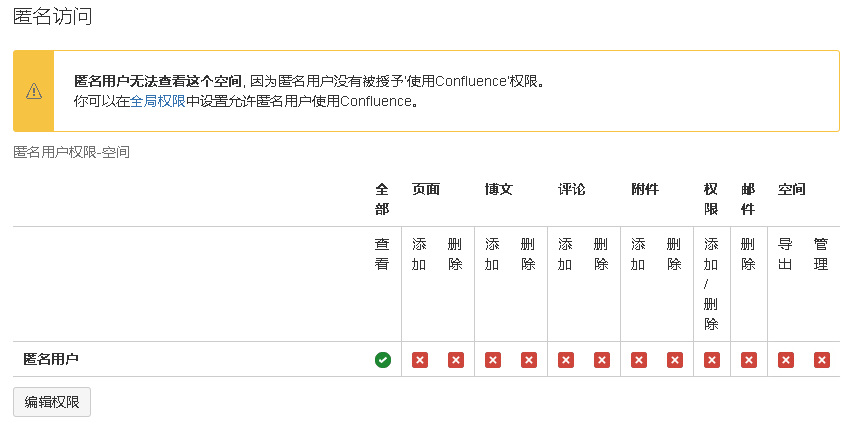 匿名访问
匿名用户无法查看这个空间, 因为匿名用户没有被授予'使用Confluence'权限。
你可以在全局权限中设置允许匿名用户使用Confluence。
匿名用户权限-空间
全部 页面 博文 评论 附件 权限 邮件 空间
查看 添加 删除 添加 删除 添加 删除 添加 删除 添加/删除 删除 导出 管理
匿名用户
编辑权限